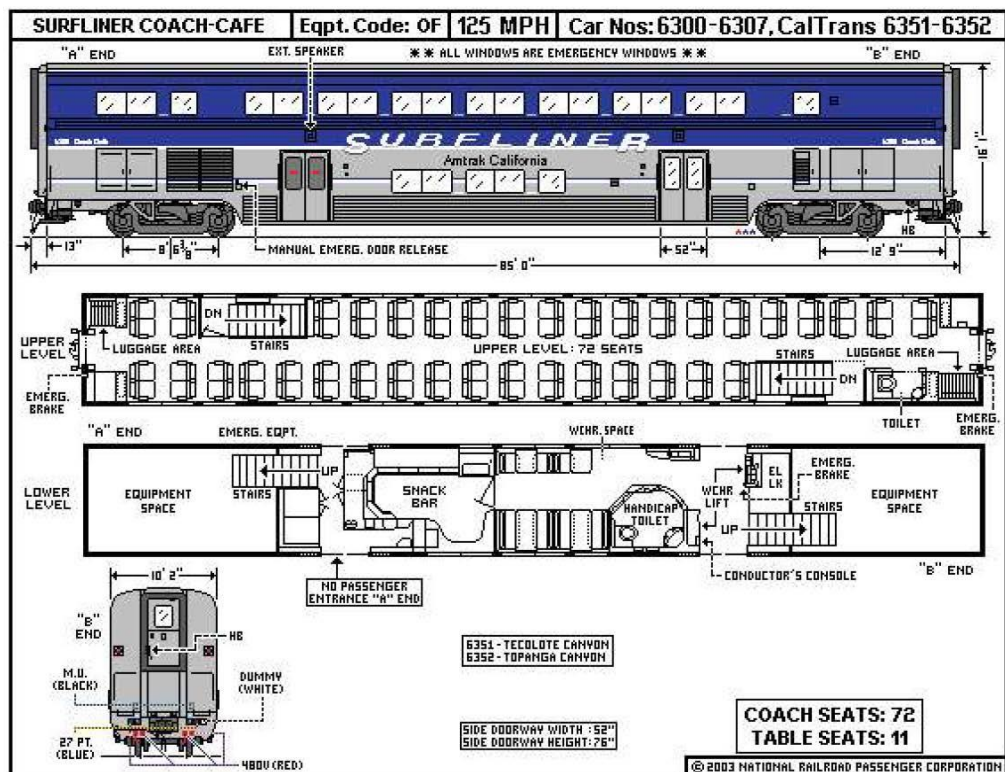 SURFLINER COACH-CAFE Eqpt. Code: OF 125 MPH Car Nos: 6300-6307, CalTrans 6351-6352
"A" END EXT. SPEAKER ** ALL WINDOWS ARE EMERGENCY WINDOWS ** "B" END
SURFLINER
Amtrak California
16' 1"
13" 8' 6⅜" MANUAL EMERG. DOOR RELEASE 52" HB 12' 9"
85' 0"
UPPER LEVEL
DN
LUGGAGE AREA STAIRS UPPER LEVEL: 72 SEATS STAIRS LUGGAGE AREA
DN
EMERG. BRAKE
TOILET
EMERG. BRAKE
"A" END EMERG. EQPT. WCHR. SPACE
LOWER LEVEL
EQUIPMENT SPACE
UP
STAIRS
SNACK BAR
HANDICAP TOILET
WCHR LIFT
EL LK
EMERG. BRAKE
STAIRS
UP
EQUIPMENT SPACE
NO PASSENGER
ENTRANCE "A" END
CONDUCTOR'S CONSOLE
"B" END
10' 2"
"B" END
HB
M.U. (BLACK)
DUMMY (WHITE)
27 PT. (BLUE)
480V (RED)
6351-TECOLOTE CANYON
6352-TOPANGA CANYON
SIDE DOORWAY WIDTH : 52"
SIDE DOORWAY HEIGHT: 76"
COACH SEATS: 72
TABLE SEATS: 11
© 2003 NATIONAL RAILROAD PASSENGER CORPORATION